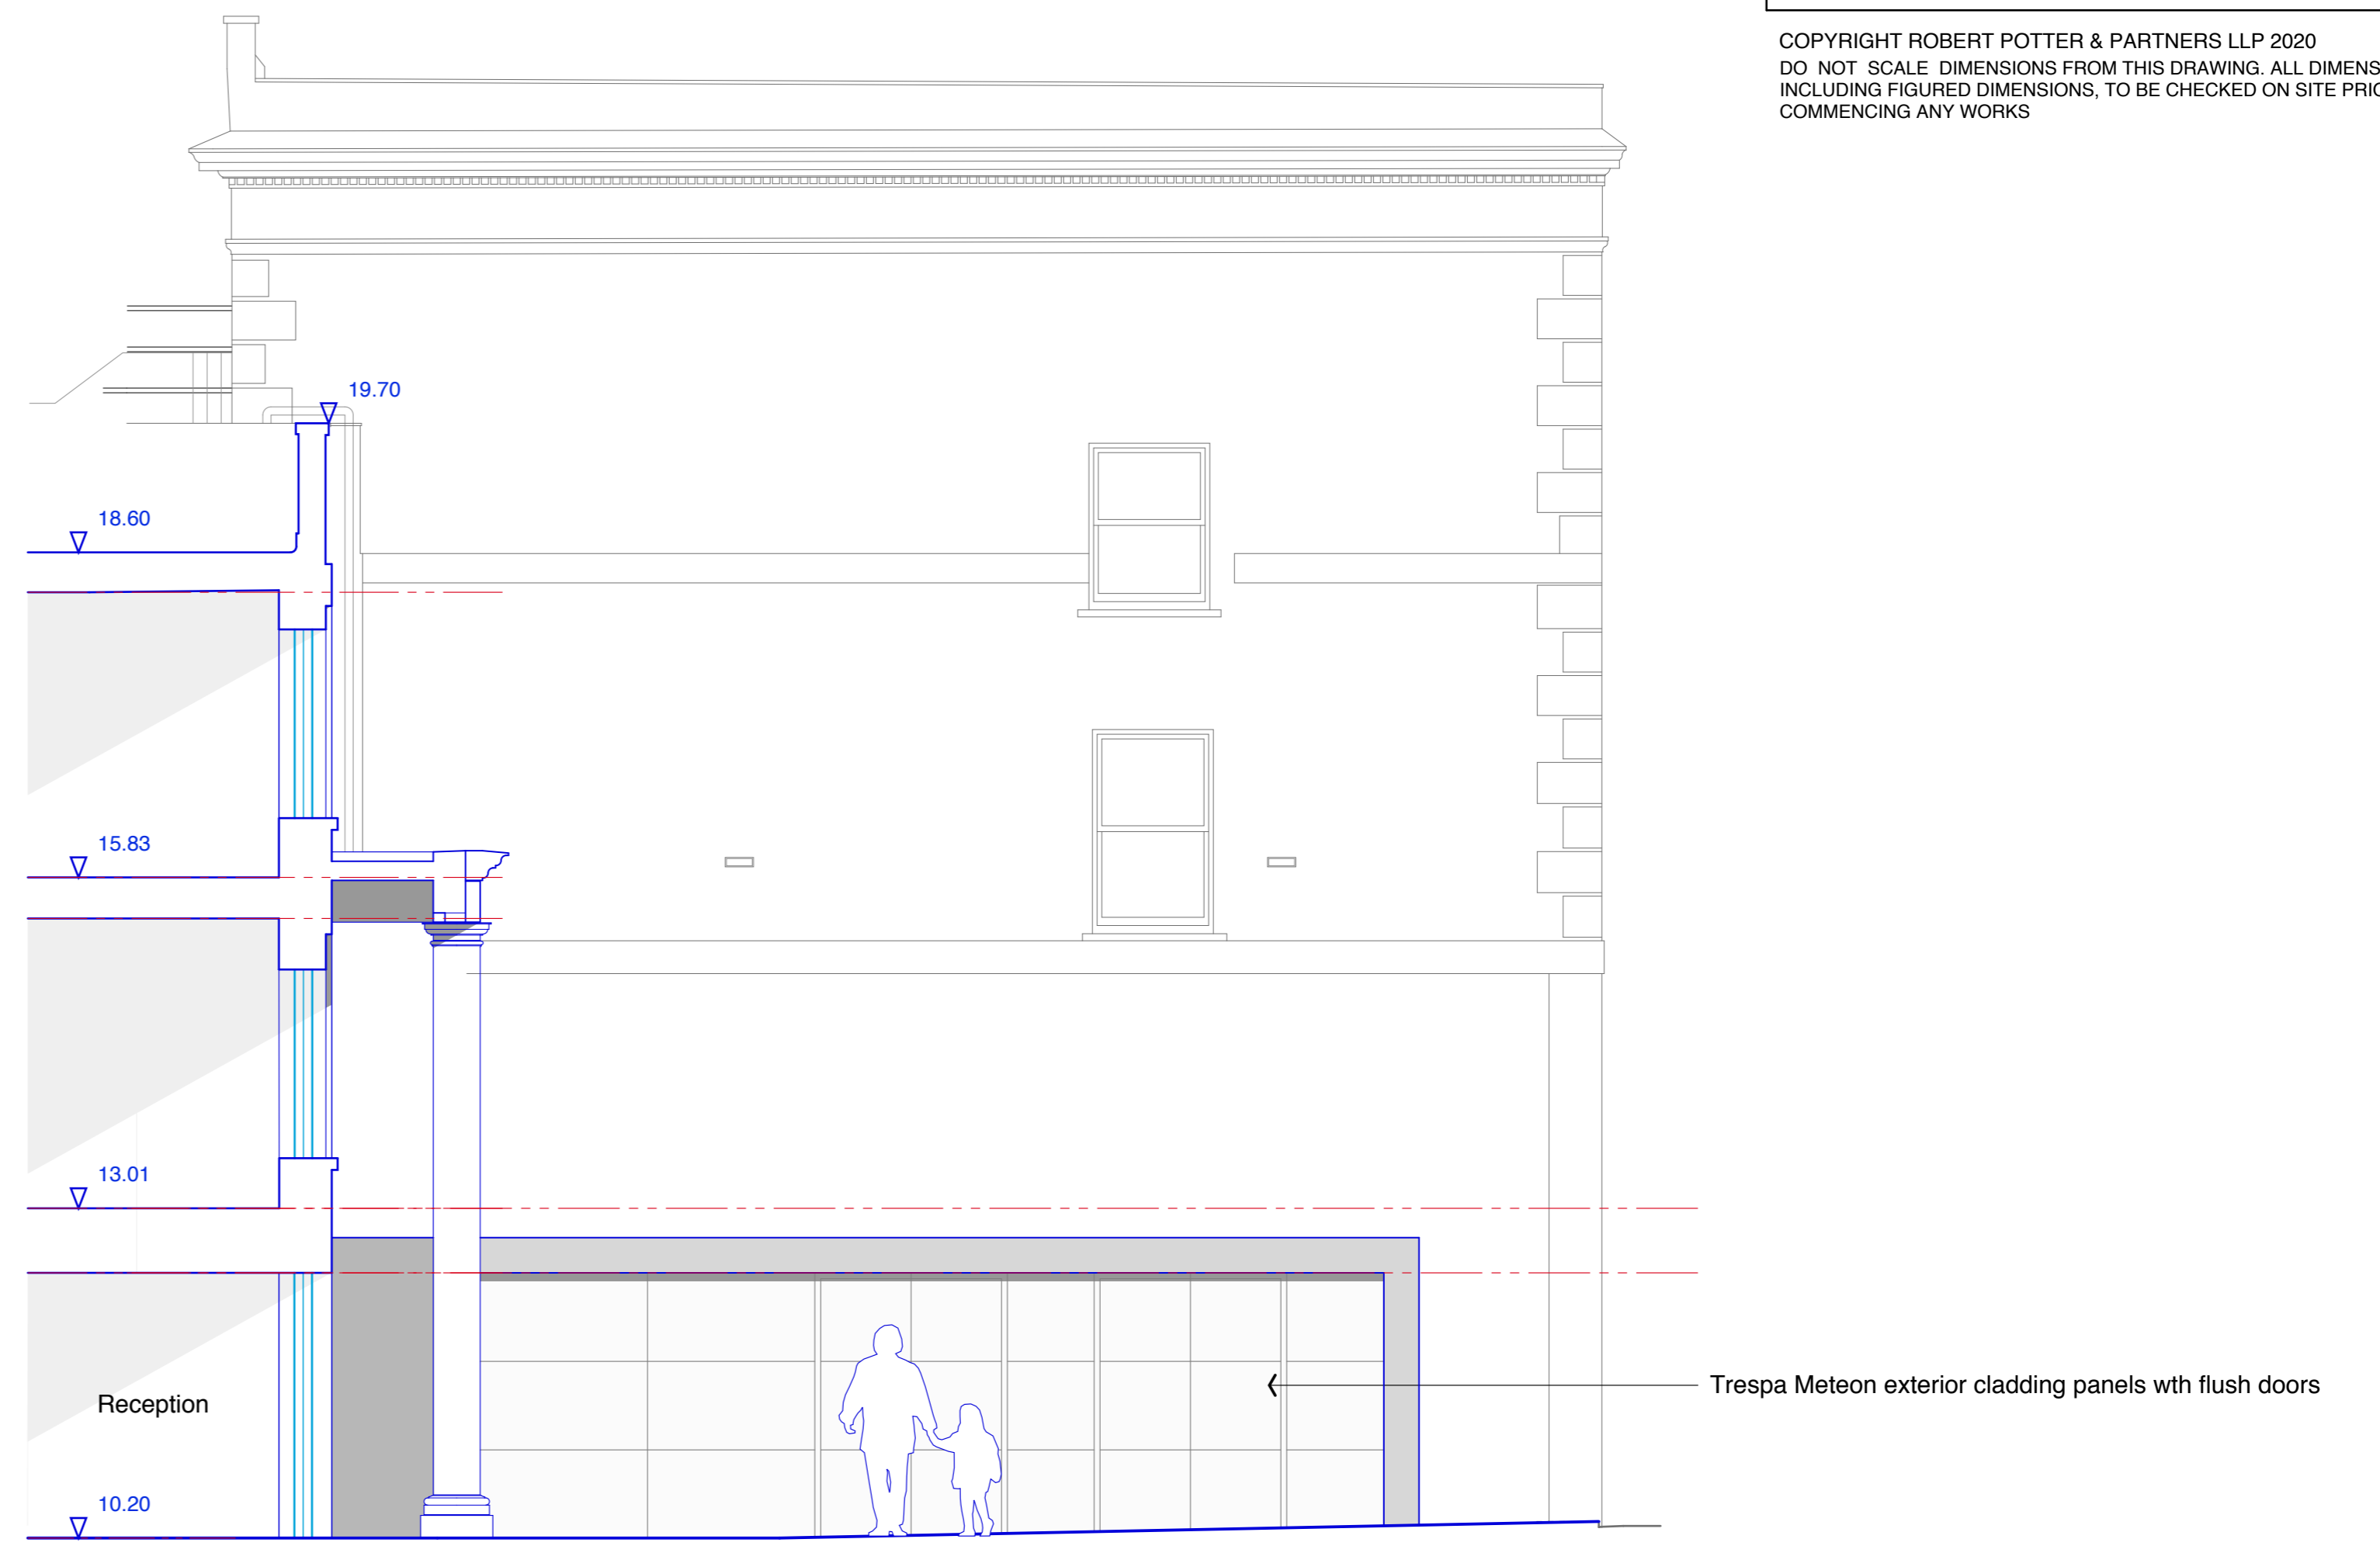 COPYRIGHT ROBERT POTTER & PARTNERS LLP 2020
DO NOT SCALE DIMENSIONS FROM THIS DRAWING. ALL
INCLUDING FIGURED DIMENSIONS, TO BE CHECKED ON SITE
COMMENCING ANY WORKS
19.70
18.60
15.83
13.01
Trespa Meteon exterior cladding panels wth flush doors
Reception
10.20